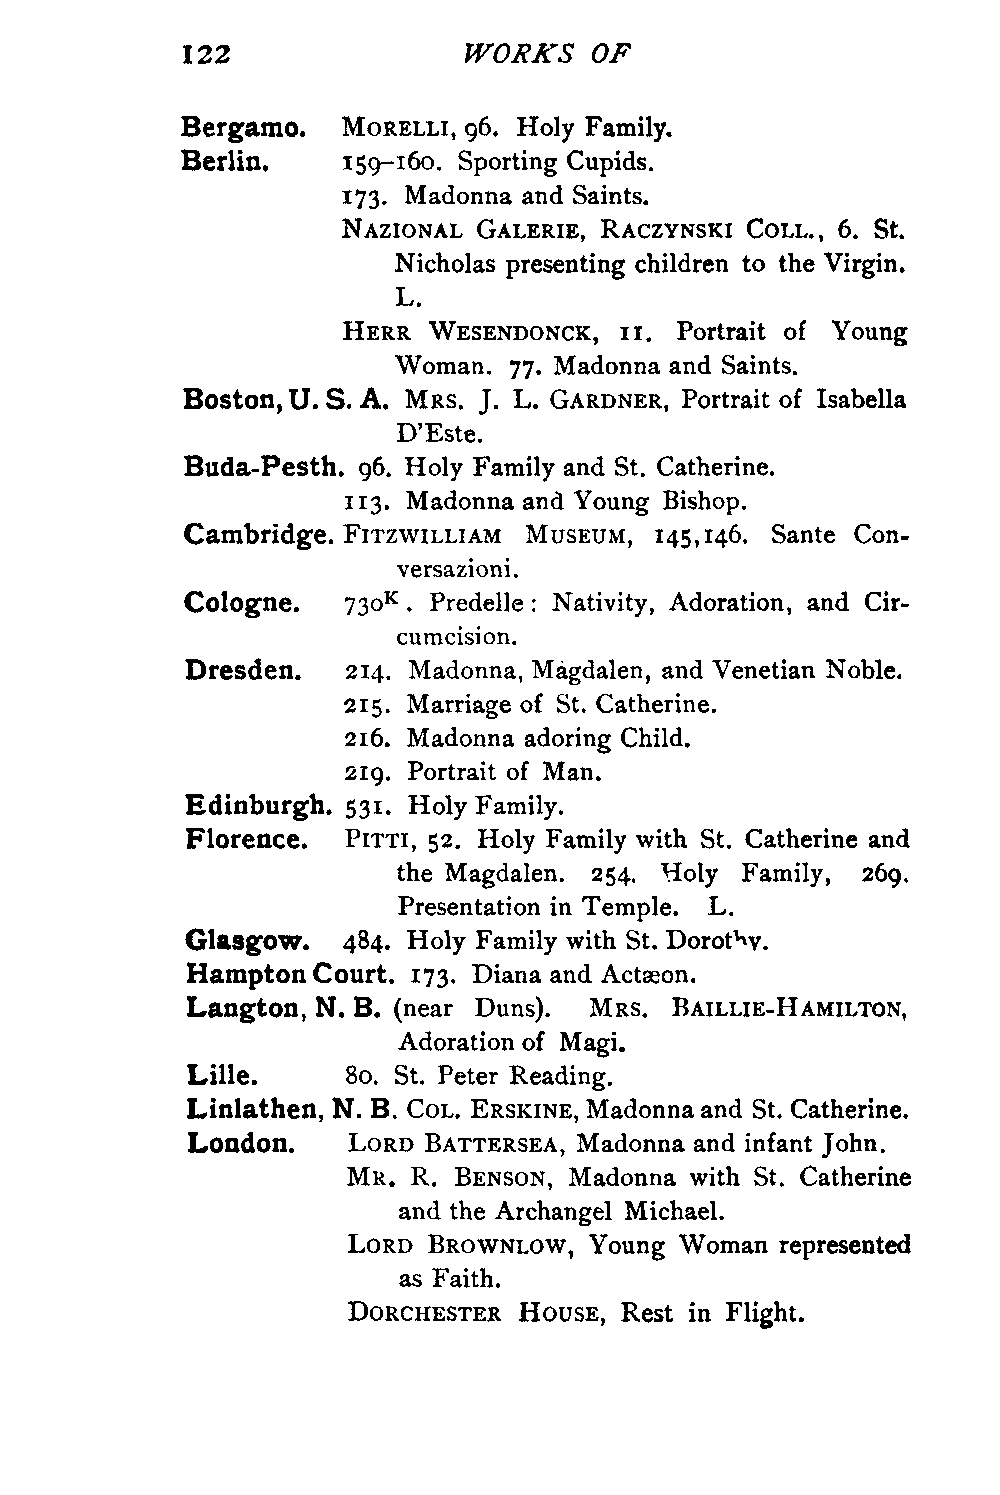 122 WORKS OF
Bergamo. MORELLI, 96. Holy Family.
Berlin. 159-160. Sporting Cupids.
173. Madonna and Saints.
NAZIONAL GALERIE, RACZYNSKI COLL., 6. St.
Nicholas presenting children to the Virgin.
L.
HERR WESENDONCK, 11. Portrait of Young
Woman. 77. Madonna and Saints.
Boston, U. S. A. MRS. J. L. GARDNER, Portrait of Isabella
D'Este.
Buda-Pesth. 96. Holy Family and St. Catherine.
113. Madonna and Young Bishop.
Cambridge. FITZWILLIAM MUSEUM, 145, 146. Sante Con-
versazioni.
Cologne. 730K. Predelle: Nativity, Adoration, and Cir-
cumcision.
Dresden. 214. Madonna, Magdalen, and Venetian Noble.
215. Marriage of St. Catherine.
216. Madonna adoring Child.
219. Portrait of Man.
Edinburgh. 531. Holy Family.
Florence. PITTI, 52. Holy Family with St. Catherine and
the Magdalen. 254. Holy Family, 269.
Presentation in Temple. L.
Glasgow. 484. Holy Family with St. Dorothy.
Hampton Court. 173. Diana and Actæon.
Langton, N. B. (near Duns). MRS. BAILLIE-HAMILTON,
Adoration of Magi.
Lille. 80. St. Peter Reading.
Linlathen, N. B. COL. ERSKINE, Madonna and St. Catherine.
London. LORD BATTERSEA, Madonna and infant John.
MR. R. BENSON, Madonna with St. Catherine
and the Archangel Michael.
LORD BROWNLOW, Young Woman represented
as Faith.
DORCHESTER HOUSE, Rest in Flight.